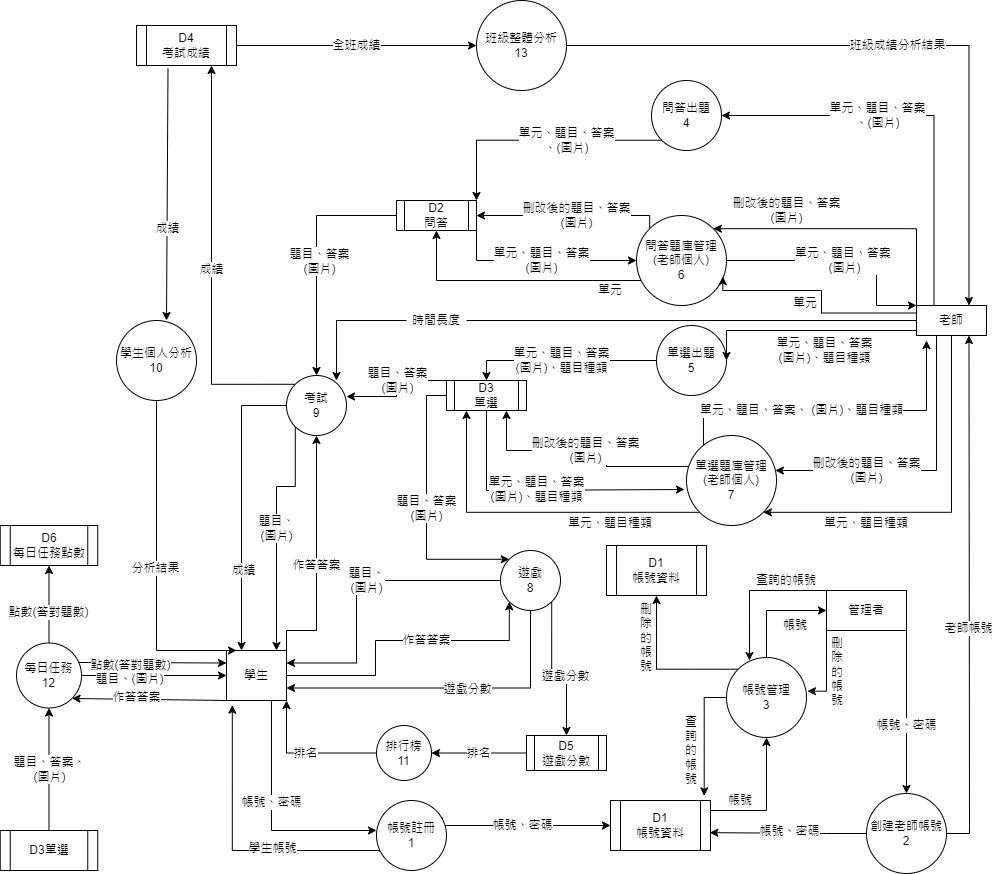 D4
考試成績
全班成績
班級整體分析
13
班級成績分析結果
問答出題
4
單元、題目、答案
、(圖片)
單元、題目、答案
、(圖片)
D2
問答
刪改後的題目、答案
(圖片)
刪改後的題目、答案
(圖片)
問答題庫管理
(老師個人)
6
單元、題目、答案
(圖片)
單元、題目、答案
(圖片)
單元
單元
成績
成績
題目、答案
(圖片)
時間長度
老師
學生個人分析
10
單元、題目、答案
(圖片)、題目種類
單選出題
5
單元、題目、答案
(圖片)、題目種類
題目、答案
(圖片)
考試
9
D3
單選
單元、題目、答案、 (圖片)、題目種類
刪改後的題目、答案
(圖片)
單選題庫管理
(老師個人)
7
刪改後的題目、答案
(圖片)
單元、題目、答案
(圖片)、題目種類
題目、答案
(圖片)
單元、題目種類
單元、題目種類
題目、
(圖片)
D6
每日任務點數
分析結果
成績
作答答案
題目、
(圖片)
遊戲
8
D1
帳號資料
查詢的帳號
管理者
帳號
刪除的帳號
刪除的帳號
老師帳號
點數(答對題數)
每日任務
12
點數(答對題數)
題目、(圖片)
作答答案
學生
作答答案
遊戲分數
遊戲分數
帳號管理
3
查詢的帳號
帳號、密碼
排名
排行榜
11
排名
D5
遊戲分數
題目、答案、
(圖片)
帳號、密碼
帳號註冊
1
學生帳號
帳號、密碼
D1
帳號資料
帳號
帳號、密碼
創建老師帳號
2
D3單選